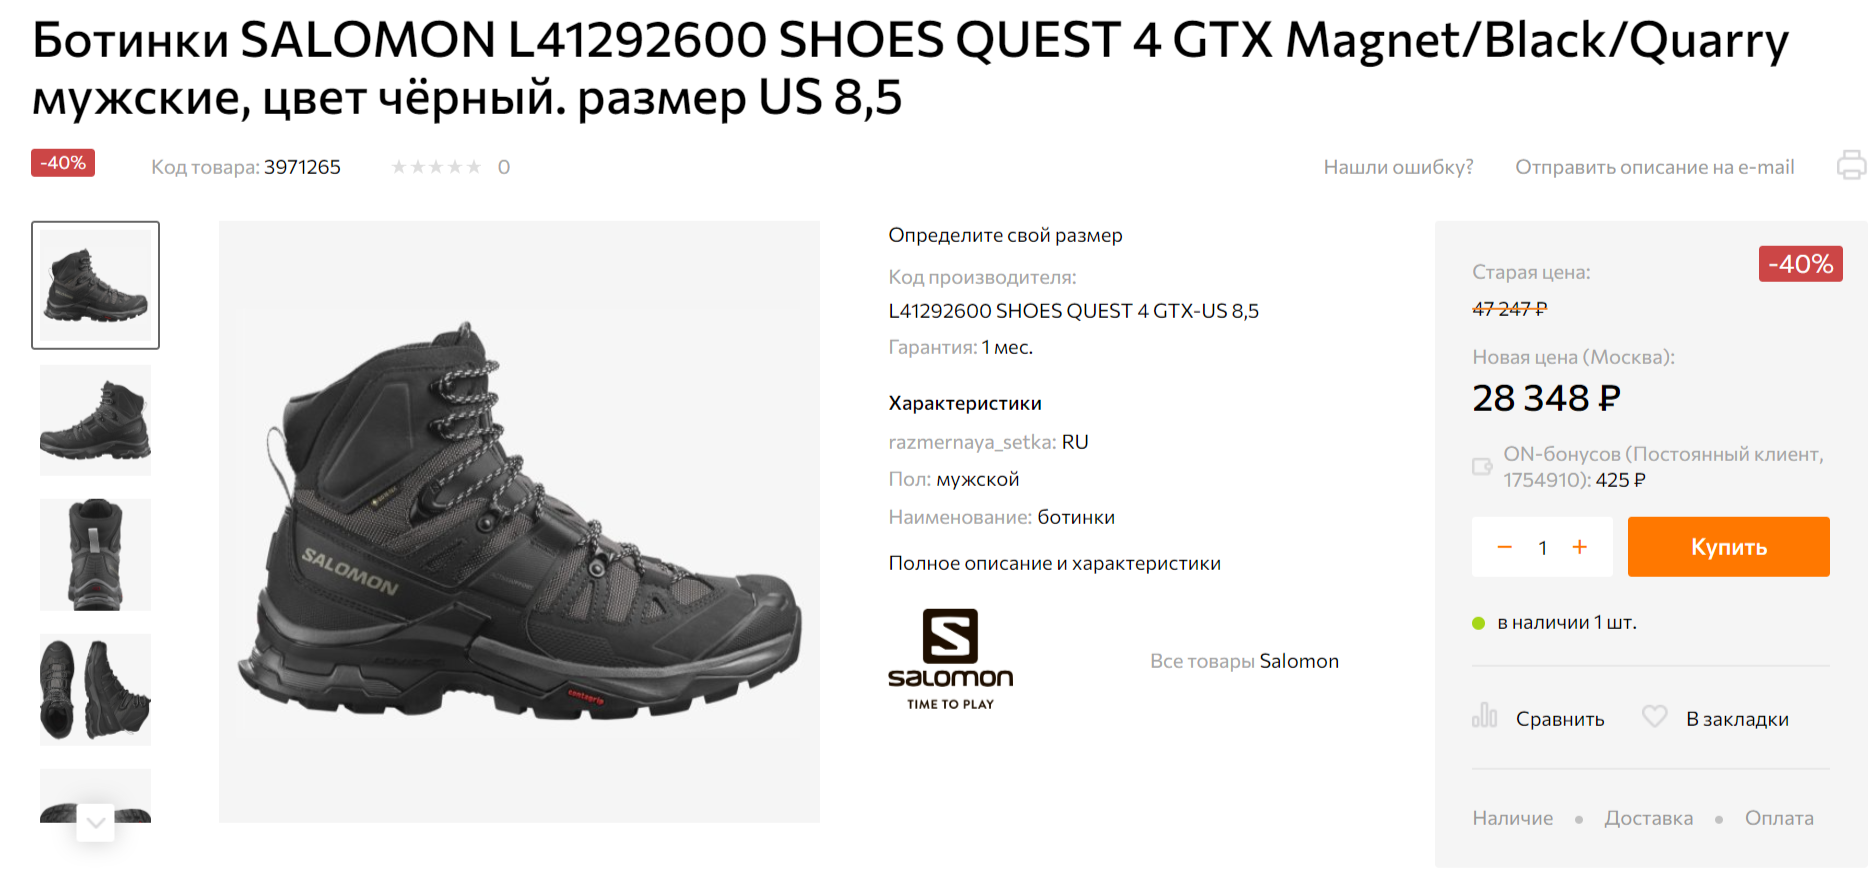 Ботинки SALOMON L41292600 SHOES QUEST 4 GTX Magnet/Black/Quarry
мужские, цвет чёрный. размер US 8,5
-40%
Код товара: 3971265
0
Нашли ошибку?
Отправить описание на e-mail
SALOMON
contagrip
Определите свой размер
Код производителя:
L41292600 SHOES QUEST 4 GTX-US 8,5
Гарантия: 1 мес.
Характеристики
razmernaya_setka: RU
Пол: мужской
Наименование: ботинки
Полное описание и характеристики
S
salomon
TIME TO PLAY
Все товары Salomon
-40%
Старая цена:
47 247 ₽
Новая цена (Москва):
28 348 ₽
ON-бонусов (Постоянный клиент,
1754910): 425 ₽
− 1 +
Купить
в наличии 1 шт.
Сравнить
В закладки
Наличие • Доставка • Оплата